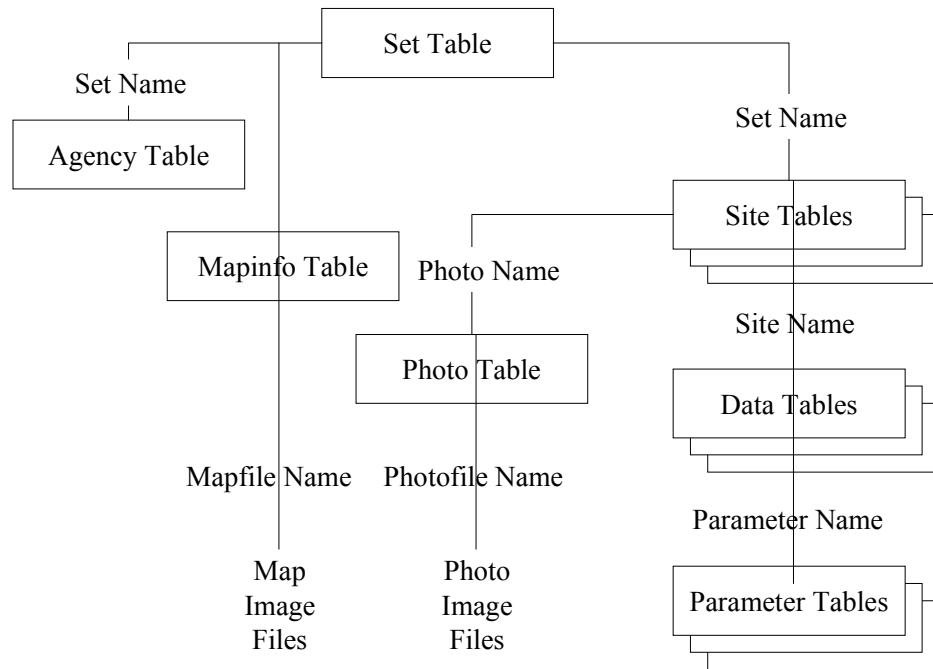 Set Table
Set Name
Set Name
Agency Table
Site Tables
Mapinfo Table
Photo Name
Site Name
Photo Table
Data Tables
Mapfile Name
Photofile Name
Parameter Name
Map
Image
Files
Photo
Image
Files
Parameter Tables